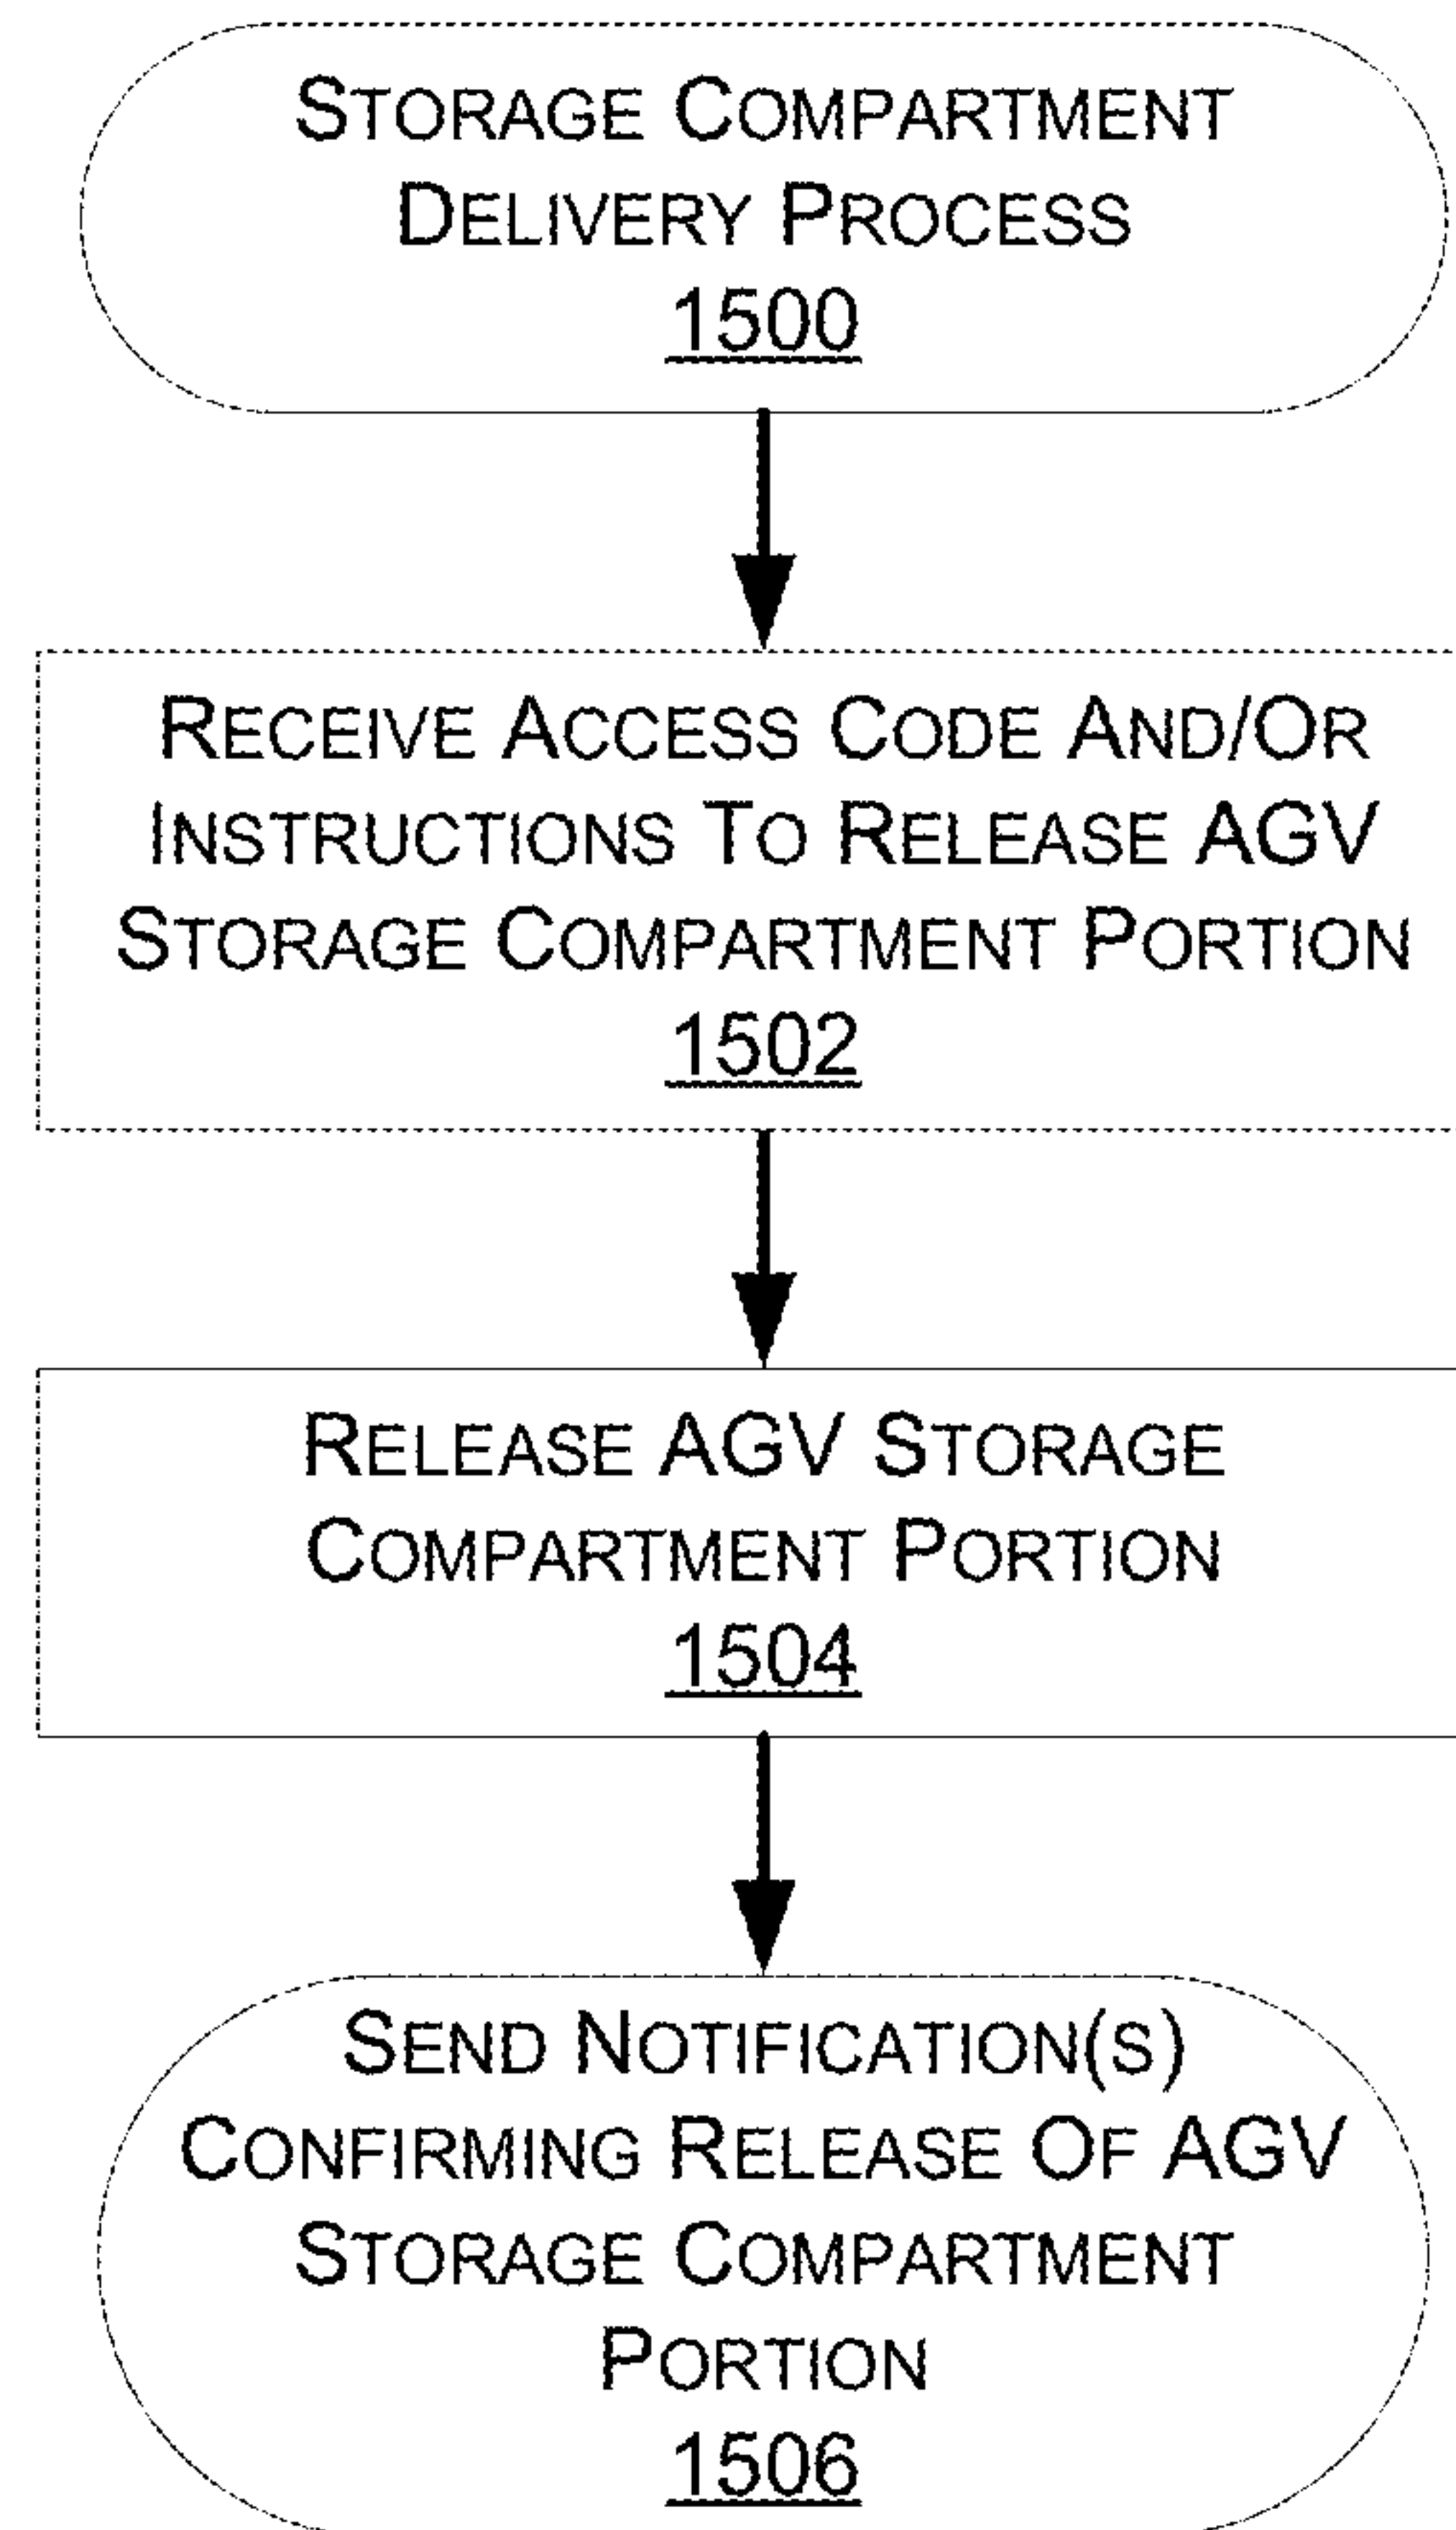 STORAGE COMPARTMENT
DELIVERY PROCESS
1500
RECEIVE ACCESS CODE AND/OR
INSTRUCTIONS TO RELEASE AGV
STORAGE COMPARTMENT PORTION
1502
RELEASE AGV STORAGE
COMPARTMENT PORTION
1504
SEND NOTIFICATION(S)
CONFIRMING RELEASE OF AGV
STORAGE COMPARTMENT
PORTION
1506